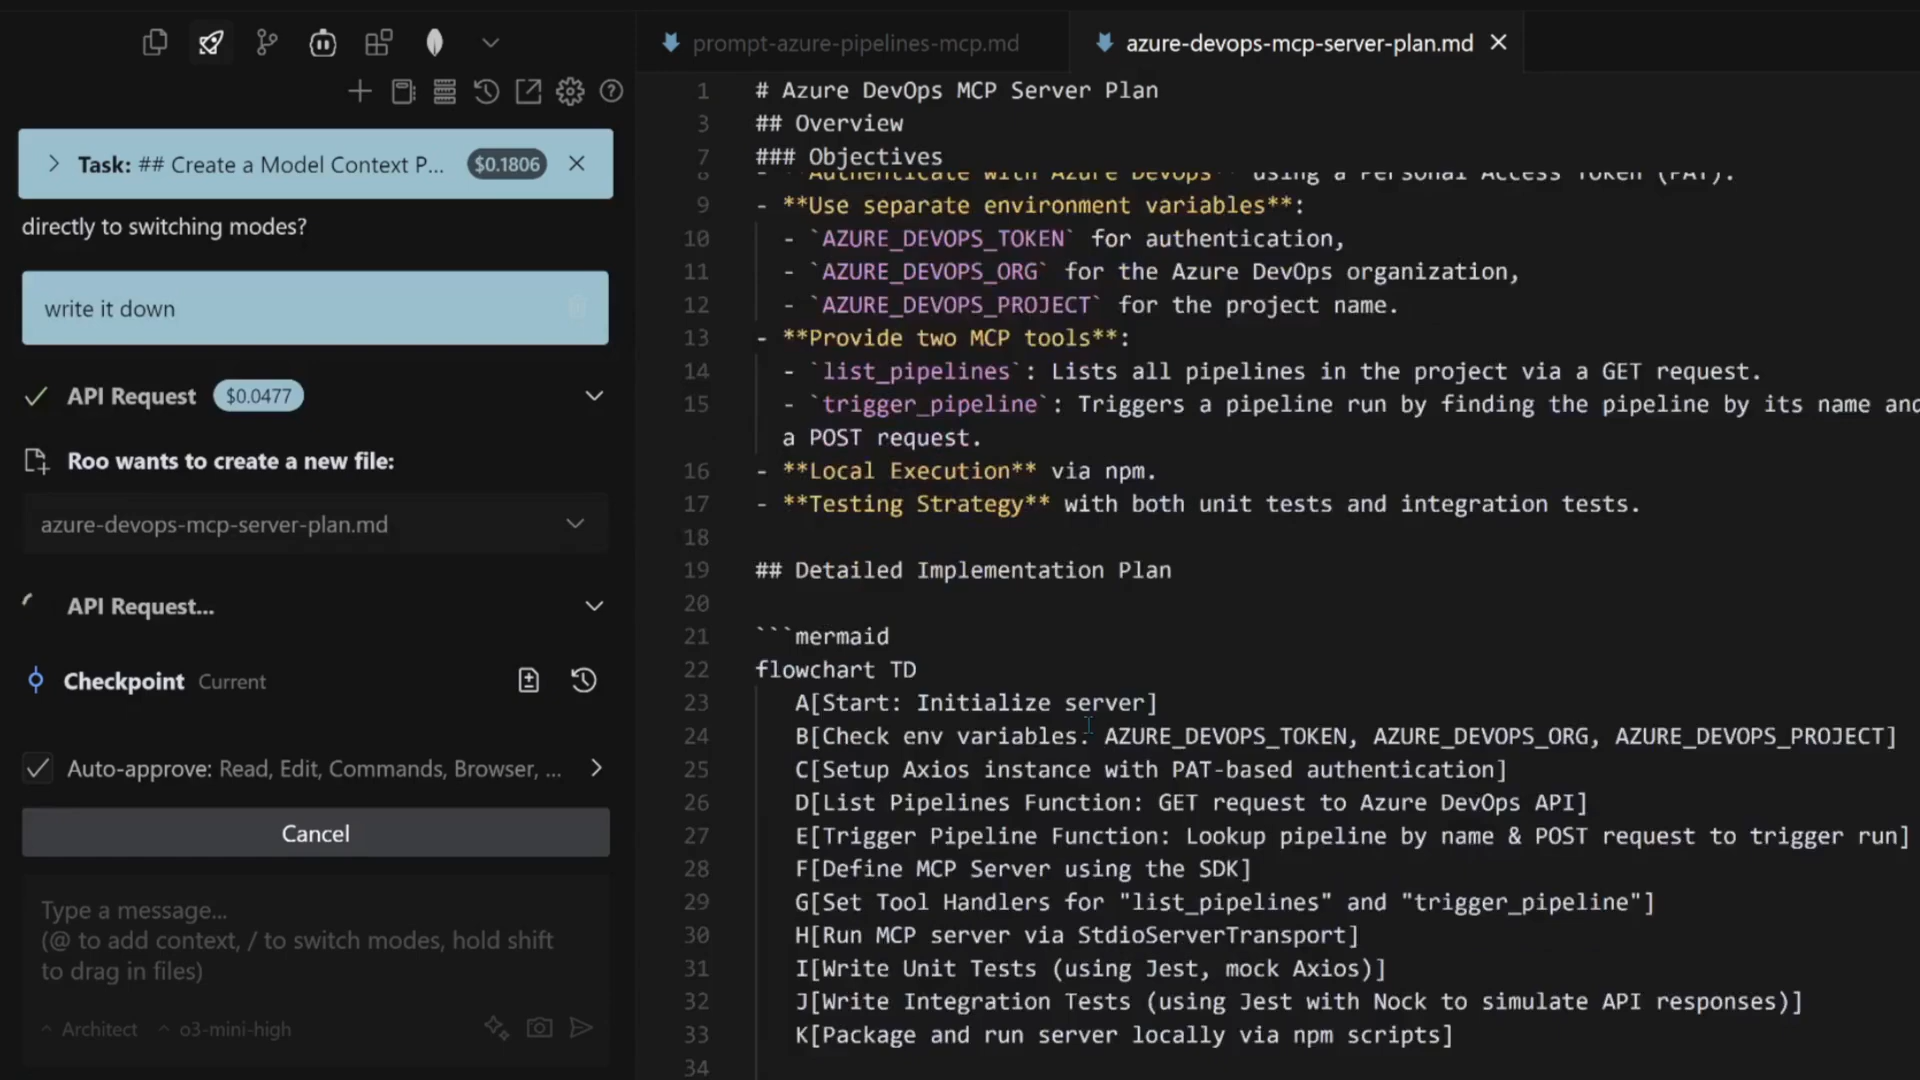 Task: ## Create a Model Context P... $0.1806
directly to switching modes?
write it down
API Request $0.0477
Roo wants to create a new file:
azure-devops-mcp-server-plan.md
API Request...
Checkpoint Current
Auto-approve: Read, Edit, Commands, Browser, ...
Cancel
Type a message...
(@ to add context, / to switch modes, hold shift
to drag in files)
^ Architect ^ o3-mini-high
prompt-azure-pipelines-mcp.md azure-devops-mcp-server-plan.md
1 # Azure DevOps MCP Server Plan
3 ## Overview
7 ### Objectives
8 - **Authenticate with Azure DevOps** using a Personal Access Token (PAT).
9 - **Use separate environment variables**:
10 - `AZURE_DEVOPS_TOKEN` for authentication,
11 - `AZURE_DEVOPS_ORG` for the Azure DevOps organization,
12 - `AZURE_DEVOPS_PROJECT` for the project name.
13 - **Provide two MCP tools**:
14 - `list_pipelines`: Lists all pipelines in the project via a GET request.
15 - `trigger_pipeline`: Triggers a pipeline run by finding the pipeline by its name and
a POST request.
16 - **Local Execution** via npm.
17 - **Testing Strategy** with both unit tests and integration tests.
18
19 ## Detailed Implementation Plan
20
21 ```mermaid
22 flowchart TD
23 A[Start: Initialize server]
24 B[Check env variables: AZURE_DEVOPS_TOKEN, AZURE_DEVOPS_ORG, AZURE_DEVOPS_PROJECT]
25 C[Setup Axios instance with PAT-based authentication]
26 D[List Pipelines Function: GET request to Azure DevOps API]
27 E[Trigger Pipeline Function: Lookup pipeline by name & POST request to trigger run]
28 F[Define MCP Server using the SDK]
29 G[Set Tool Handlers for "list_pipelines" and "trigger_pipeline"]
30 H[Run MCP server via StdioServerTransport]
31 I[Write Unit Tests (using Jest, mock Axios)]
32 J[Write Integration Tests (using Jest with Nock to simulate API responses)]
33 K[Package and run server locally via npm scripts]
34